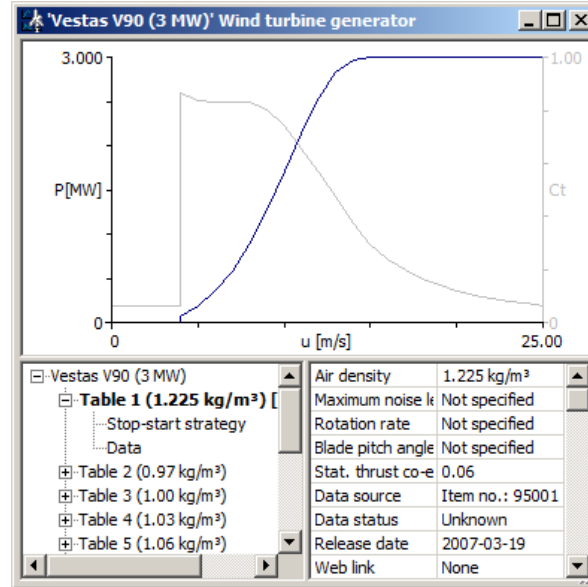 'Vestas V90 (3 MW)' Wind turbine generator
3.000
1.00
P[MW]
Ct
0
0
0
u [m/s]
25.00
Vestas V90 (3 MW)
Table 1 (1.225 kg/m³) [
Stop-start strategy
Data
Table 2 (0.97 kg/m³)
Table 3 (1.00 kg/m³)
Table 4 (1.03 kg/m³)
Table 5 (1.06 kg/m³)
Air density 1.225 kg/m³
Maximum noise le Not specified
Rotation rate Not specified
Blade pitch angle Not specified
Stat. thrust co-e 0.06
Data source Item no.: 95001
Data status Unknown
Release date 2007-03-19
Web link None